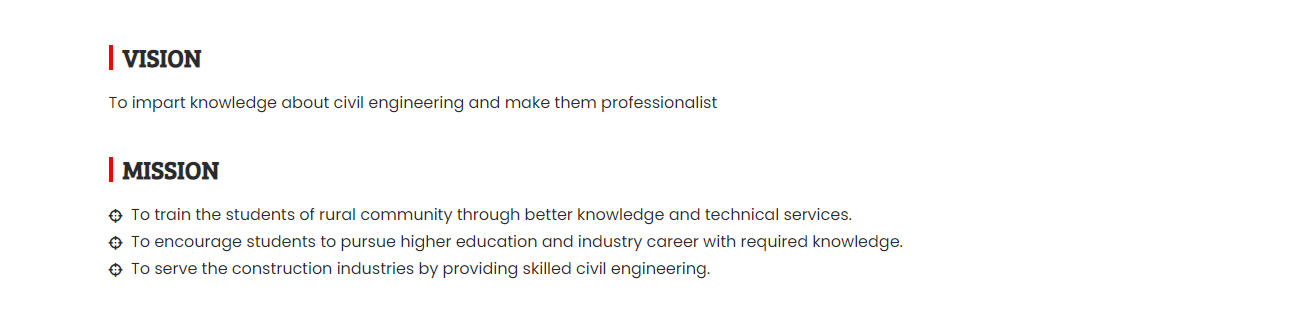 VISION
To impart knowledge about civil engineering and make them professionalist
MISSION
To train the students of rural community through better knowledge and technical services.
To encourage students to pursue higher education and industry career with required knowledge.
To serve the construction industries by providing skilled civil engineering.